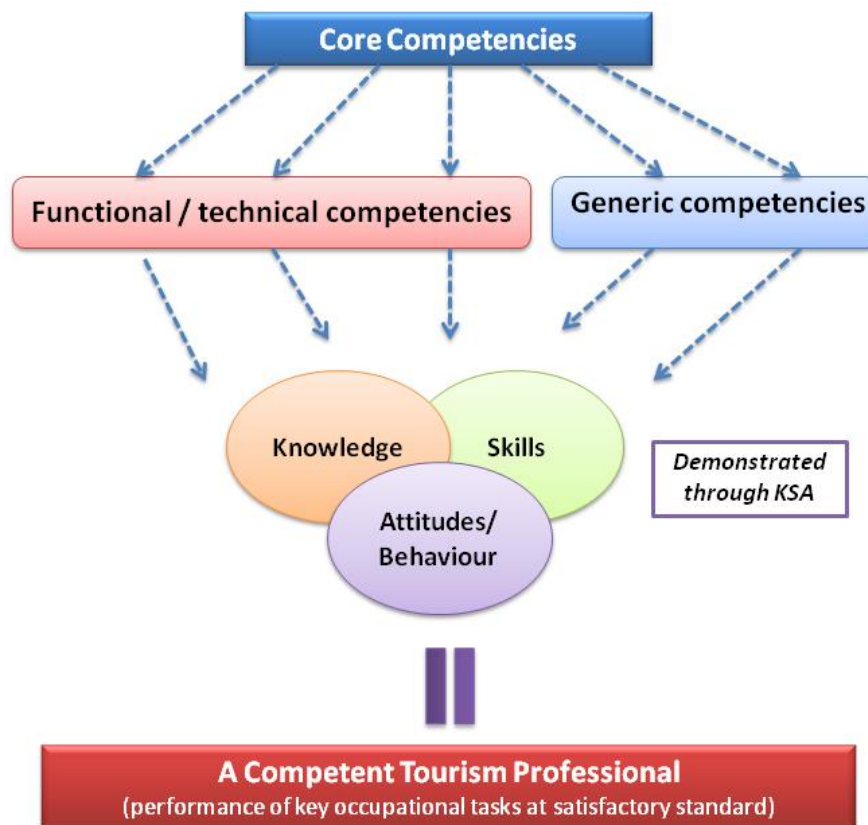 Core Competencies
Functional / technical competencies
Generic competencies
Knowledge
Skills
Attitudes/
Behaviour
Demonstrated
through KSA
A Competent Tourism Professional
(performance of key occupational tasks at satisfactory standard)